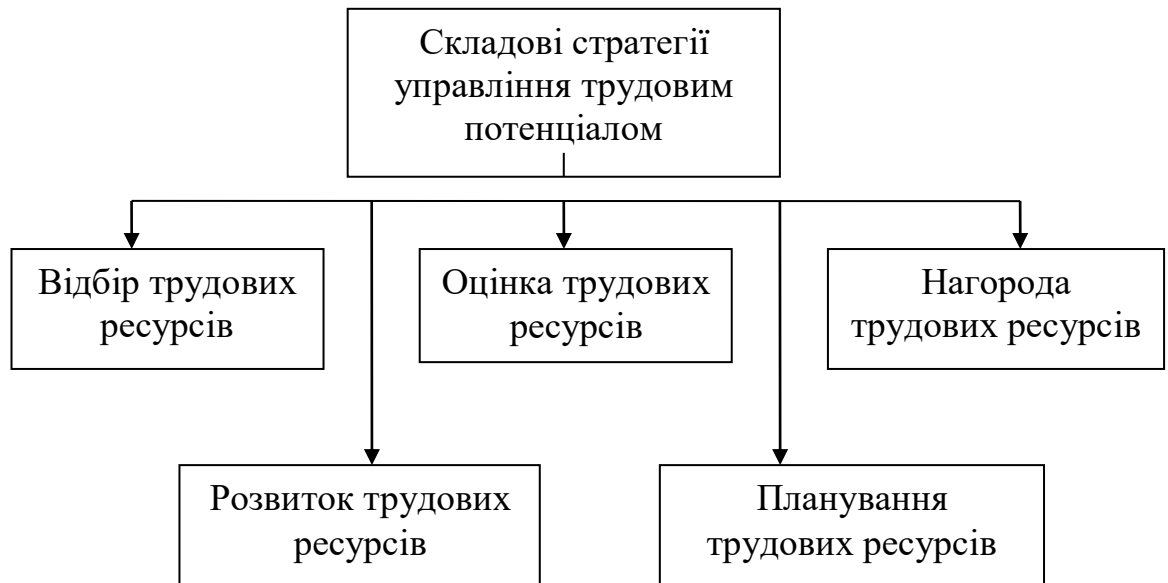 Складові стратегії
управління трудовим
потенціалом
Відбір трудових
ресурсів
Оцінка трудових
ресурсів
Нагорода
трудових ресурсів
Розвиток трудових
ресурсів
Планування
трудових ресурсів